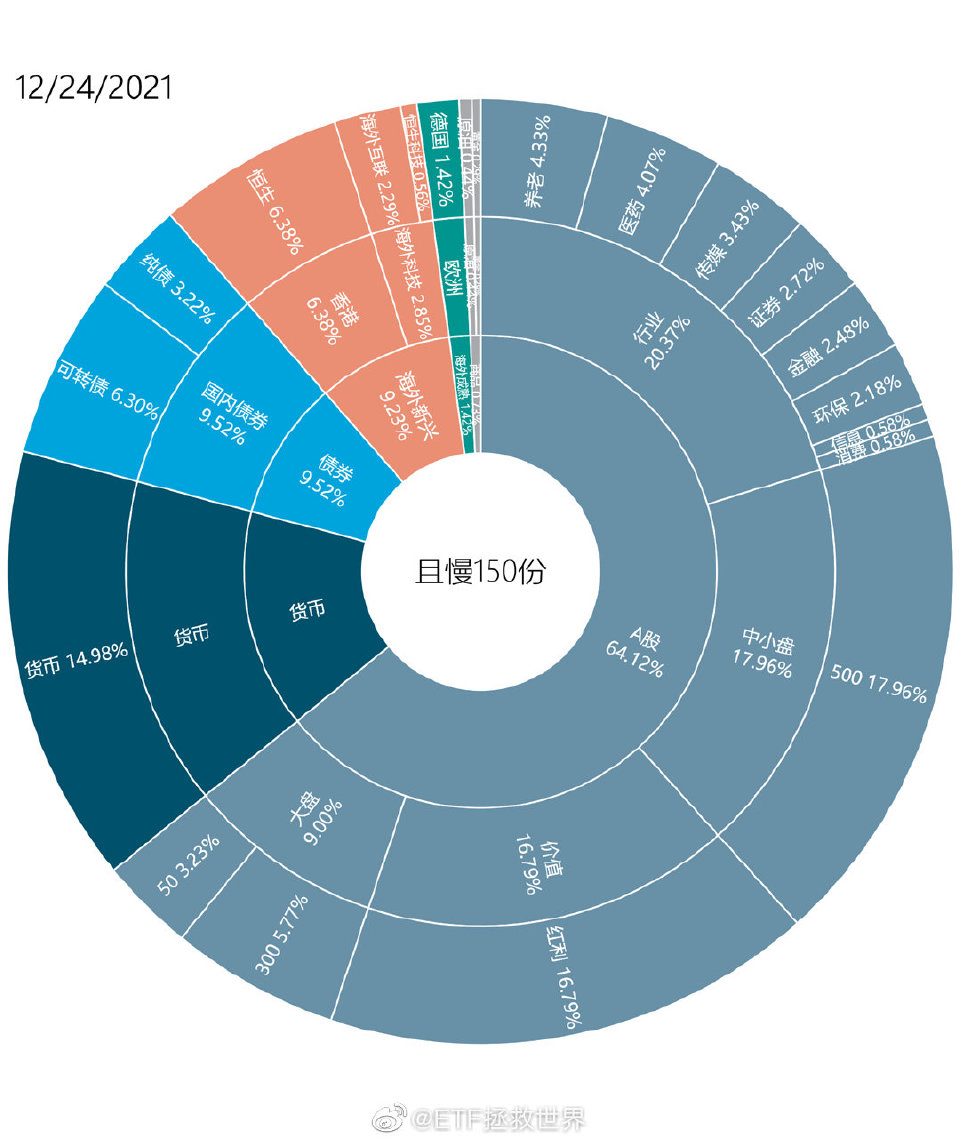 12/24/2021
且慢150份
A股
64.12%
行业
20.37%
养老 4.33%
医药 4.07%
传媒 3.43%
证券 2.72%
金融 2.48%
环保 2.18%
信息 0.58%
消费 0.58%
中小盘
17.96%
500 17.96%
价值
16.79%
红利 16.79%
大盘
9.00%
300 5.77%
50 3.23%
货币
货币
货币 14.98%
债券
9.52%
国内债券
9.52%
可转债 6.30%
纯债 3.22%
海外新兴
9.23%
香港
6.38%
恒生 6.38%
海外科技 2.85%
海外互联 2.29%
恒生科技 0.56%
海外成熟 1.42%
欧洲
德国 1.42%
@ETF拯救世界